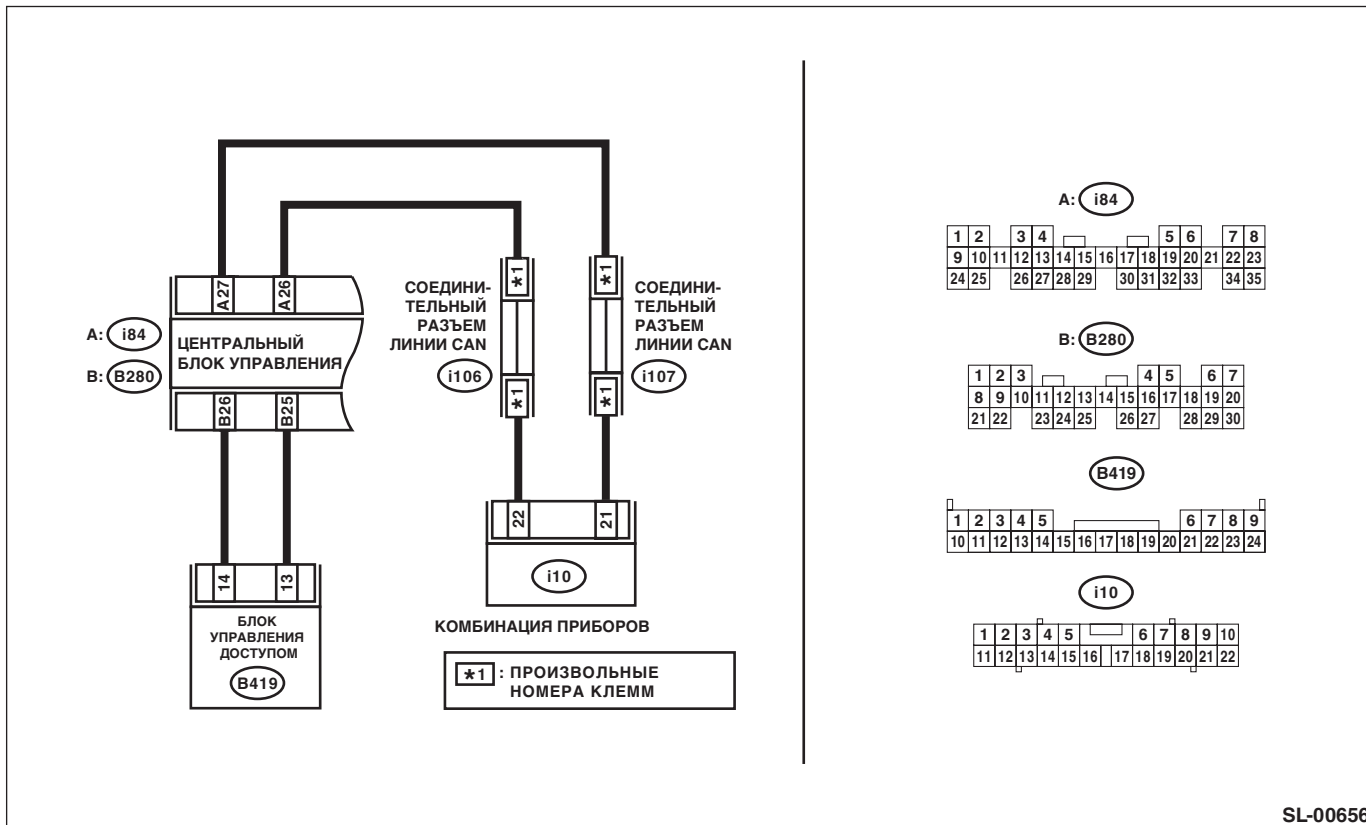 A27
A26
A: i84
B: B280
ЦЕНТРАЛЬНЫЙ
БЛОК УПРАВЛЕНИЯ
B26
B25
14
13
БЛОК
УПРАВЛЕНИЯ
ДОСТУПОМ
B419
СОЕДИНИ-
ТЕЛЬНЫЙ
РАЗЪЕМ
ЛИНИИ CAN
i106
*1
*1
*1
*1
СОЕДИНИ-
ТЕЛЬНЫЙ
РАЗЪЕМ
ЛИНИИ CAN
i107
22
21
i10
КОМБИНАЦИЯ ПРИБОРОВ
*1 : ПРОИЗВОЛЬНЫЕ
НОМЕРА КЛЕММ
A: i84
1 2 3 4 5 6 7 8
9 10 11 12 13 14 15 16 17 18 19 20 21 22 23
24 25 26 27 28 29 30 31 32 33 34 35
B: B280
1 2 3 4 5 6 7
8 9 10 11 12 13 14 15 16 17 18 19 20
21 22 23 24 25 26 27 28 29 30
B419
1 2 3 4 5 6 7 8 9
10 11 12 13 14 15 16 17 18 19 20 21 22 23 24
i10
1 2 3 4 5 6 7 8 9 10
11 12 13 14 15 16 17 18 19 20 21 22
SL-00656